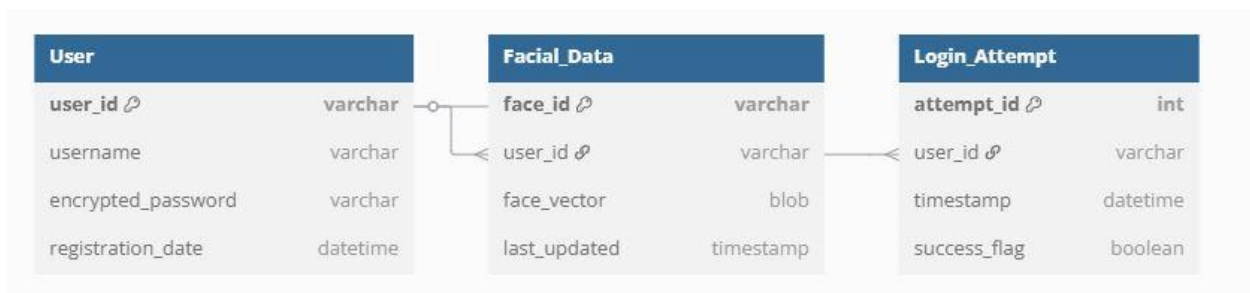 User
user_id varchar
username varchar
encrypted_password varchar
registration_date datetime
Facial_Data
face_id varchar
user_id varchar
face_vector blob
last_updated timestamp
Login_Attempt
attempt_id int
user_id varchar
timestamp datetime
success_flag boolean